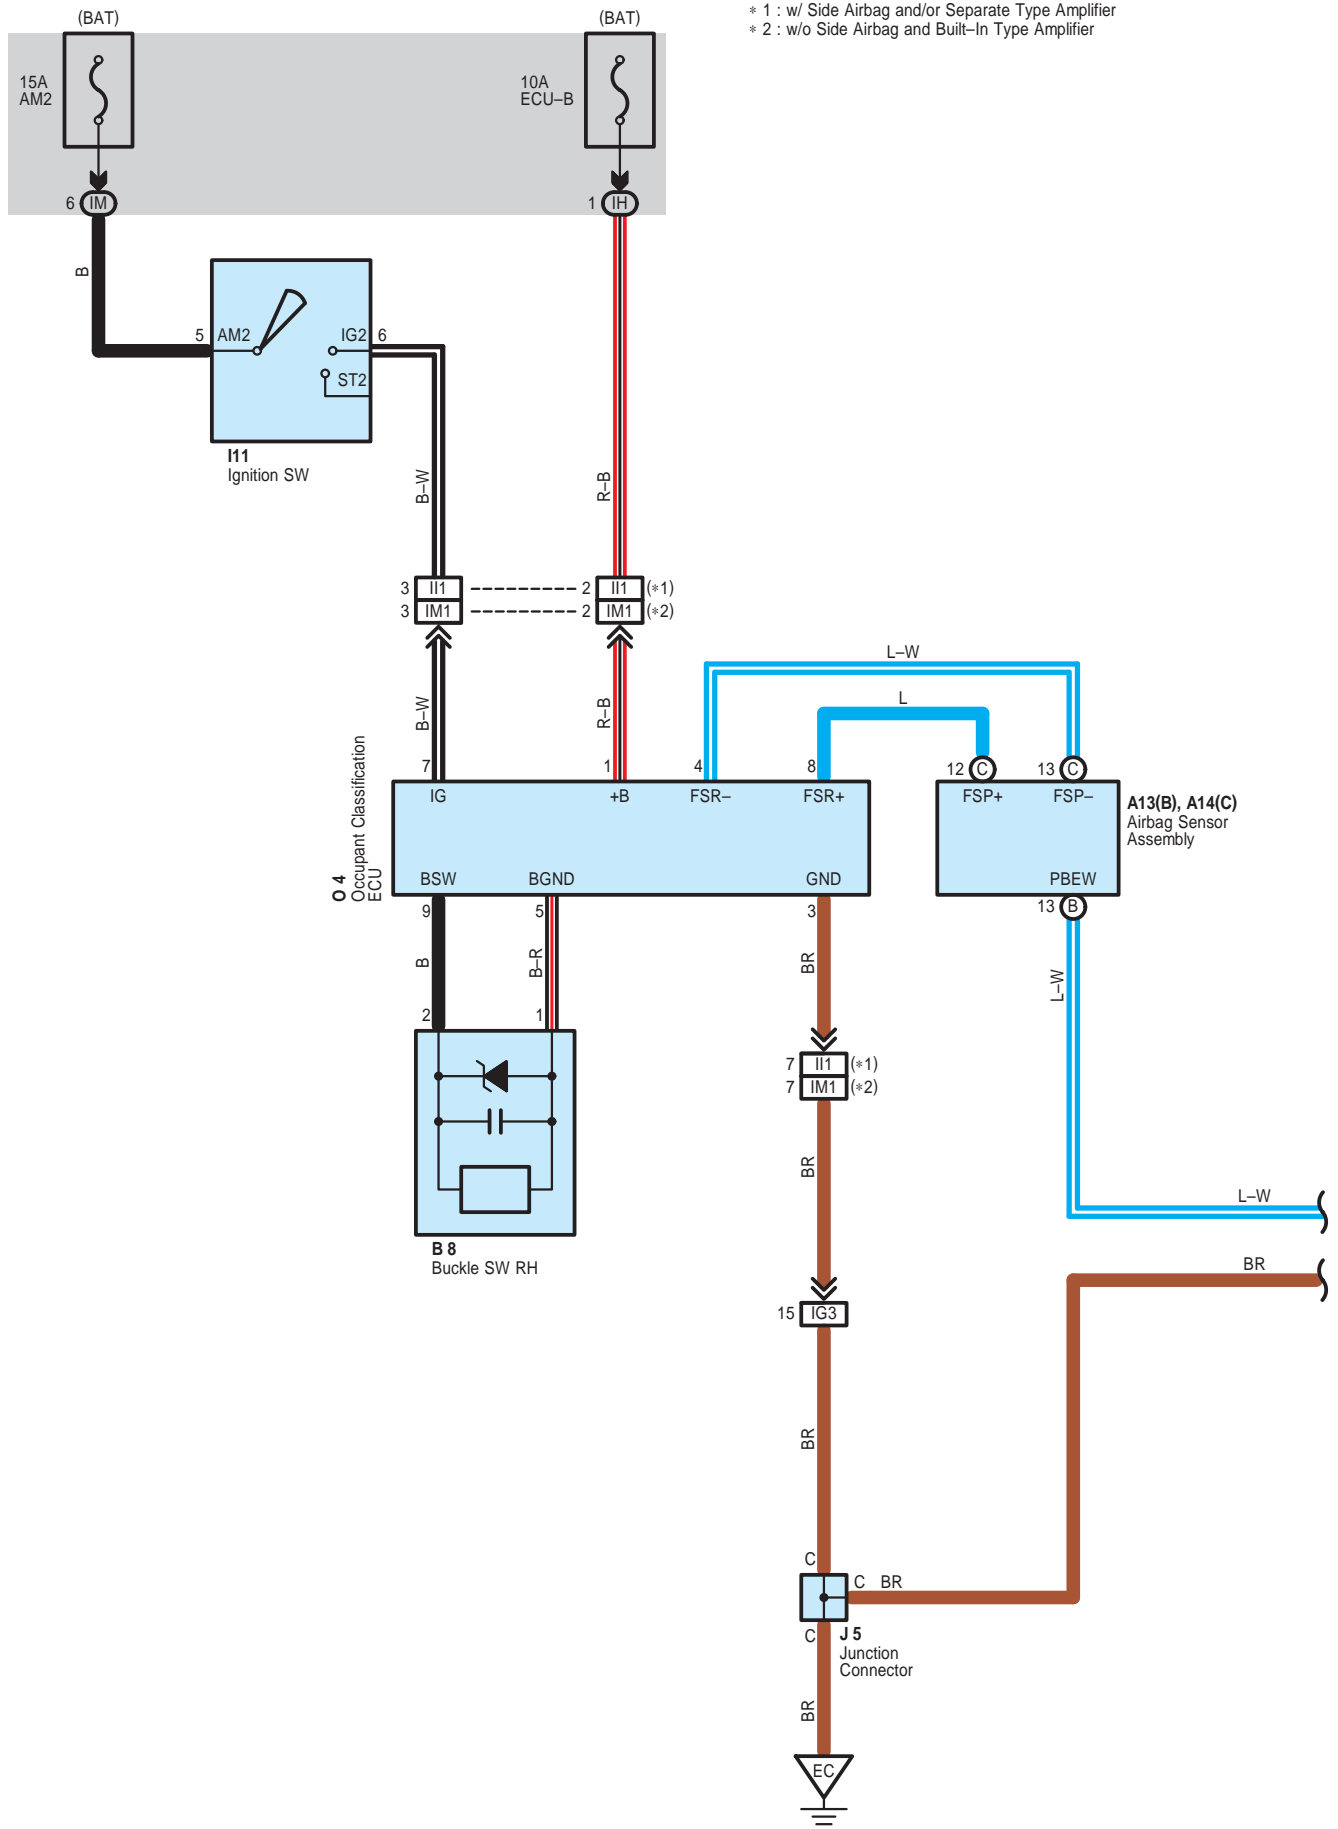 (BAT)
(BAT)
∗ 1 : w/ Side Airbag and/or Separate Type Amplifier
∗ 2 : w/o Side Airbag and Built–In Type Amplifier
15A
AM2
10A
ECU–B
6 IM
1 IH
B
5 AM2
IG2 6
ST2
I11
Ignition SW
B–W
R–B
3 II1
2 II1 (∗1)
3 IM1
2 IM1 (∗2)
B–W
R–B
L–W
L
7
1
4
8
12 C
13 C
IG
+B
FSR–
FSR+
FSP+
FSP–
A13(B), A14(C)
Airbag Sensor
Assembly
O 4
Occupant Classification
ECU
BSW
BGND
GND
PBEW
9
5
3
13 B
B
B–R
BR
L–W
2
1
7 II1 (∗1)
7 IM1 (∗2)
BR
L–W
B 8
Buckle SW RH
BR
15 IG3
BR
C
C BR
C
J 5
Junction
Connector
BR
EC